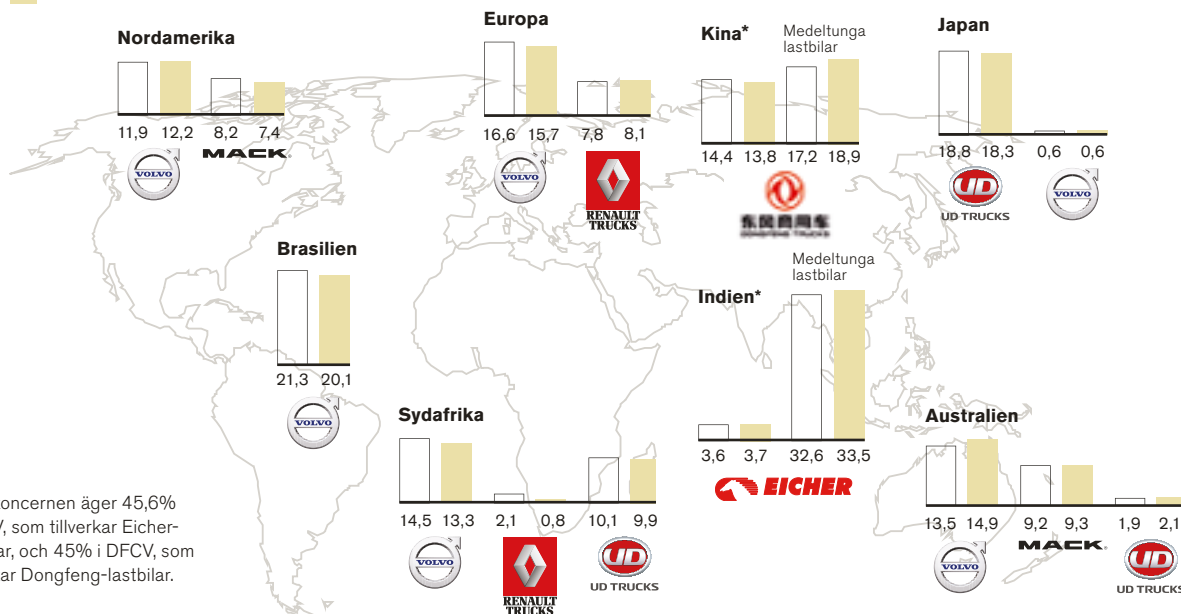 Nordamerika
11,9 12,2 8,2 7,4
VOLVO
MACK
Europa
16,6 15,7 7,8 8,1
VOLVO
RENAULT
TRUCKS
Kina*
Medeltunga
lastbilar
14,4 13,8 17,2 18,9
东风商用车
DONGFENG TRUCKS
Japan
18,8 18,3 0,6 0,6
UD
UD TRUCKS
VOLVO
Brasilien
21,3 20,1
VOLVO
Sydafrika
14,5 13,3 2,1 0,8 10,1 9,9
VOLVO
RENAULT
TRUCKS
UD
UD TRUCKS
Indien*
Medeltunga
lastbilar
3,6 3,7 32,6 33,5
EICHER
Australien
13,5 14,9 9,2 9,3 1,9 2,1
VOLVO
MACK
UD
UD TRUCKS
oncernen äger 45,6%
V, som tillverkar Eicher-
ar, och 45% i DFCV, som
ar Dongfeng-lastbilar.